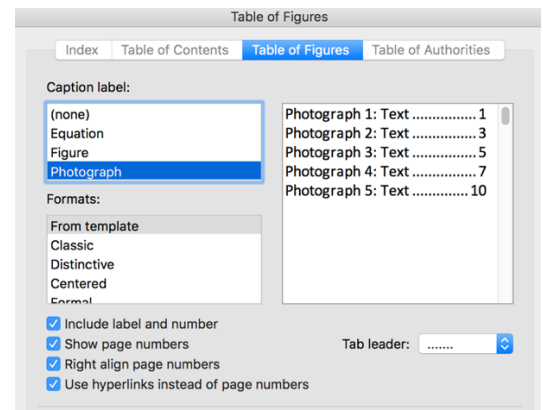 Table of Figures
Index Table of Contents Table of Figures Table of Authorities
Caption label:
(none)
Equation
Figure
Photograph
Photograph 1: Text ................ 1
Photograph 2: Text ................ 3
Photograph 3: Text ................ 5
Photograph 4: Text ................ 7
Photograph 5: Text .............. 10
Formats:
From template
Classic
Distinctive
Centered
Formal
Include label and number
Show page numbers
Right align page numbers
Use hyperlinks instead of page numbers
Tab leader: .......